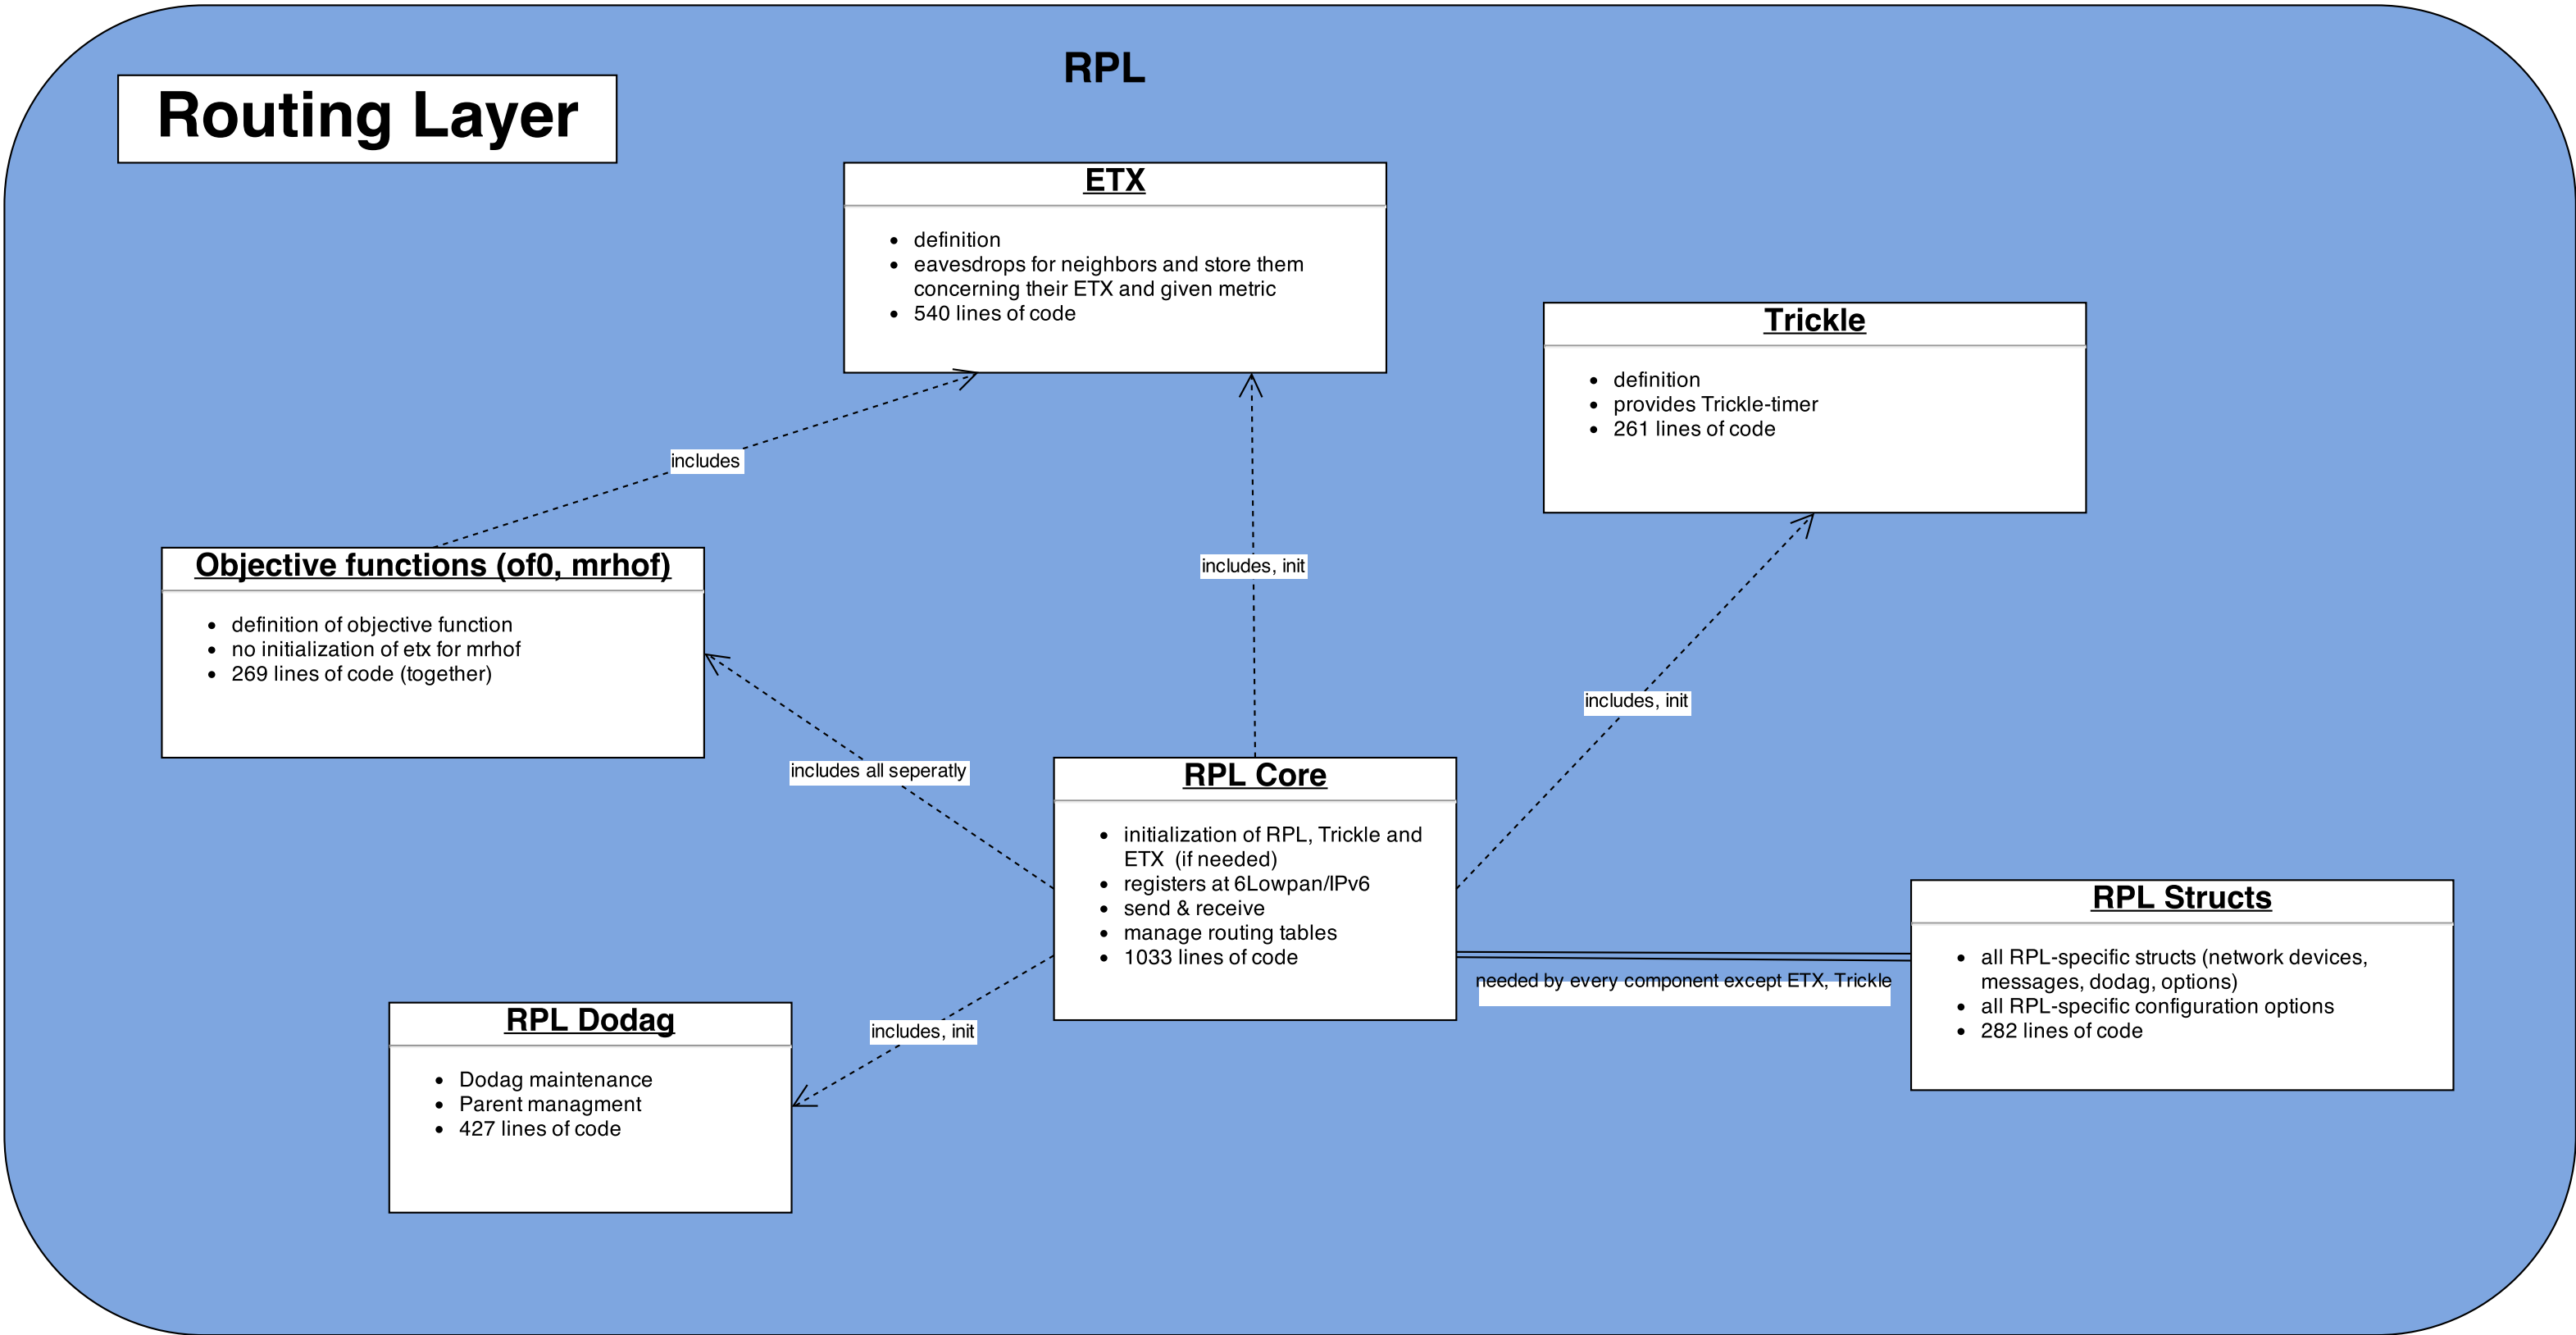 RPL
Routing Layer
ETX
definition
eavesdrops for neighbors and store them
concerning their ETX and given metric
540 lines of code
Trickle
definition
provides Trickle-timer
261 lines of code
includes
Objective functions (of0, mrhof)
definition of objective function
no initialization of etx for mrhof
269 lines of code (together)
includes, init
includes, init
includes all seperatly
RPL Core
initialization of RPL, Trickle and
ETX (if needed)
registers at 6Lowpan/IPv6
send & receive
manage routing tables
1033 lines of code
RPL Structs
all RPL-specific structs (network devices,
messages, dodag, options)
all RPL-specific configuration options
282 lines of code
needed by every component except ETX, Trickle
includes, init
RPL Dodag
Dodag maintenance
Parent managment
427 lines of code